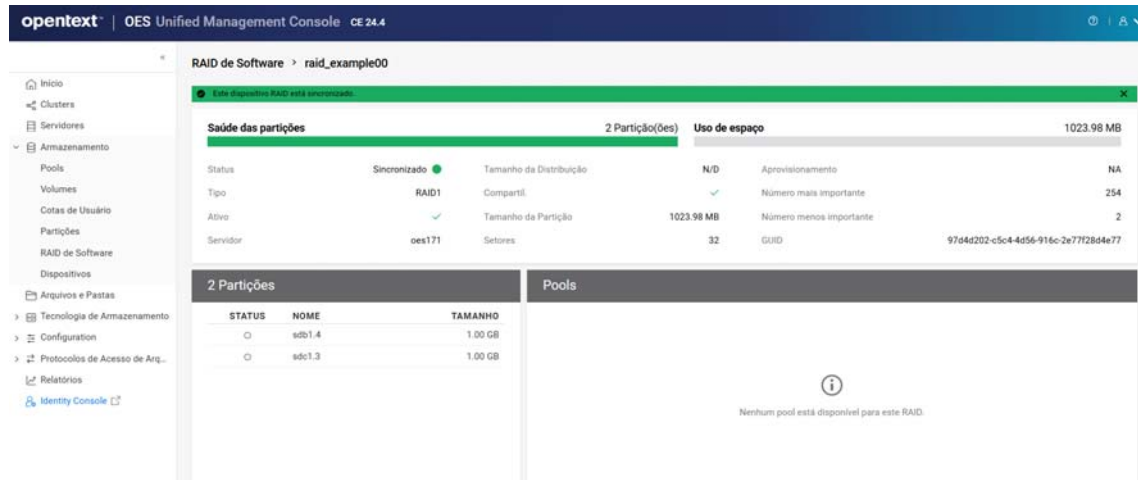 opentext | OES Unified Management Console CE 24.4
RAID de Software > raid_example00
Início
Clusters
Servidores
Armazenamento
Pools
Volumes
Cotas de Usuário
Partições
RAID de Software
Dispositivos
Arquivos e Pastas
Tecnologia de Armazenamento
Configuration
Protocolos de Acesso de Arq...
Relatórios
Identity Console
Este dispositivo RAID está sincronizado.
Saúde das partições 2 Partição(ões)
Uso de espaço 1023.98 MB
Status Sincronizado
Tipo RAID1
Ativo
Servidor oes171
Tamanho da Distribuição N/D
Compartil.
Tamanho da Partição 1023.98 MB
Setores 32
Aprovisionamento NA
Número mais importante 254
Número menos importante 2
GUID 97d4d202-c5c4-4d56-916c-2e77f28d4e77
2 Partições
STATUS NOME TAMANHO
sdb1.4 1.00 GB
sdc1.3 1.00 GB
Pools
Nenhum pool está disponível para este RAID.